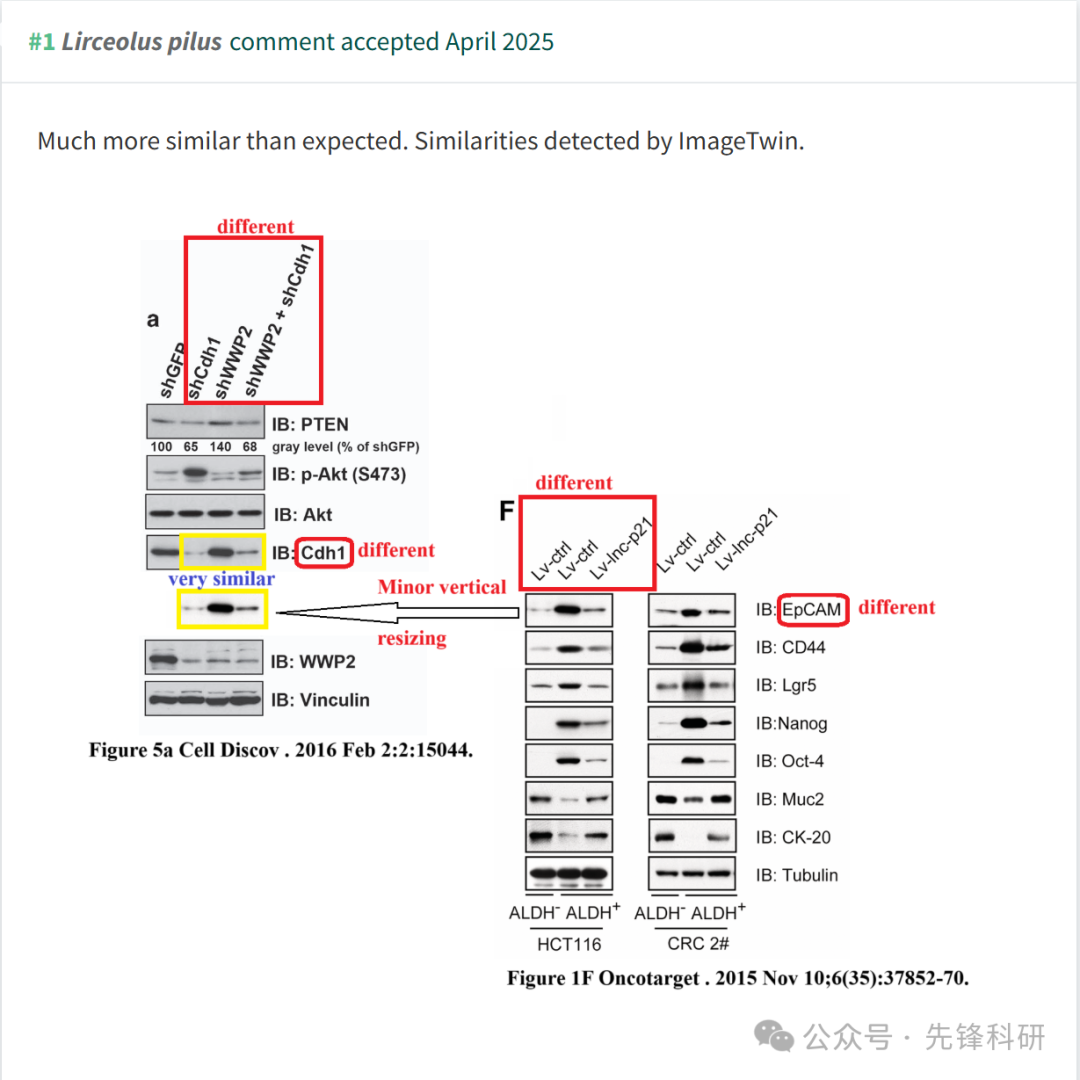 #1 Lirceolus pilus comment accepted April 2025
Much more similar than expected. Similarities detected by ImageTwin.
different
a
shGFP
shCdh1
shWWP2
shWWP2 + shCdh1
IB: PTEN
100 65 140 68 gray level (% of shGFP)
IB: p-Akt (S473)
IB: Akt
IB: Cdh1 different
very similar
Minor vertical
resizing
IB: WWP2
IB: Vinculin
Figure 5a Cell Discov . 2016 Feb 2:2:15044.
different
F
Lv-ctrl
Lv-ctrl
Lv-lnc-p21
Lv-ctrl
Lv-ctrl
Lv-lnc-p21
IB: EpCAM different
IB: CD44
IB: Lgr5
IB:Nanog
IB: Oct-4
IB: Muc2
IB: CK-20
IB: Tubulin
ALDH⁻ ALDH⁺ ALDH⁻ ALDH⁺
HCT116 CRC 2#
Figure 1F Oncotarget . 2015 Nov 10;6(35):37852-70.
公众号 · 先锋科研